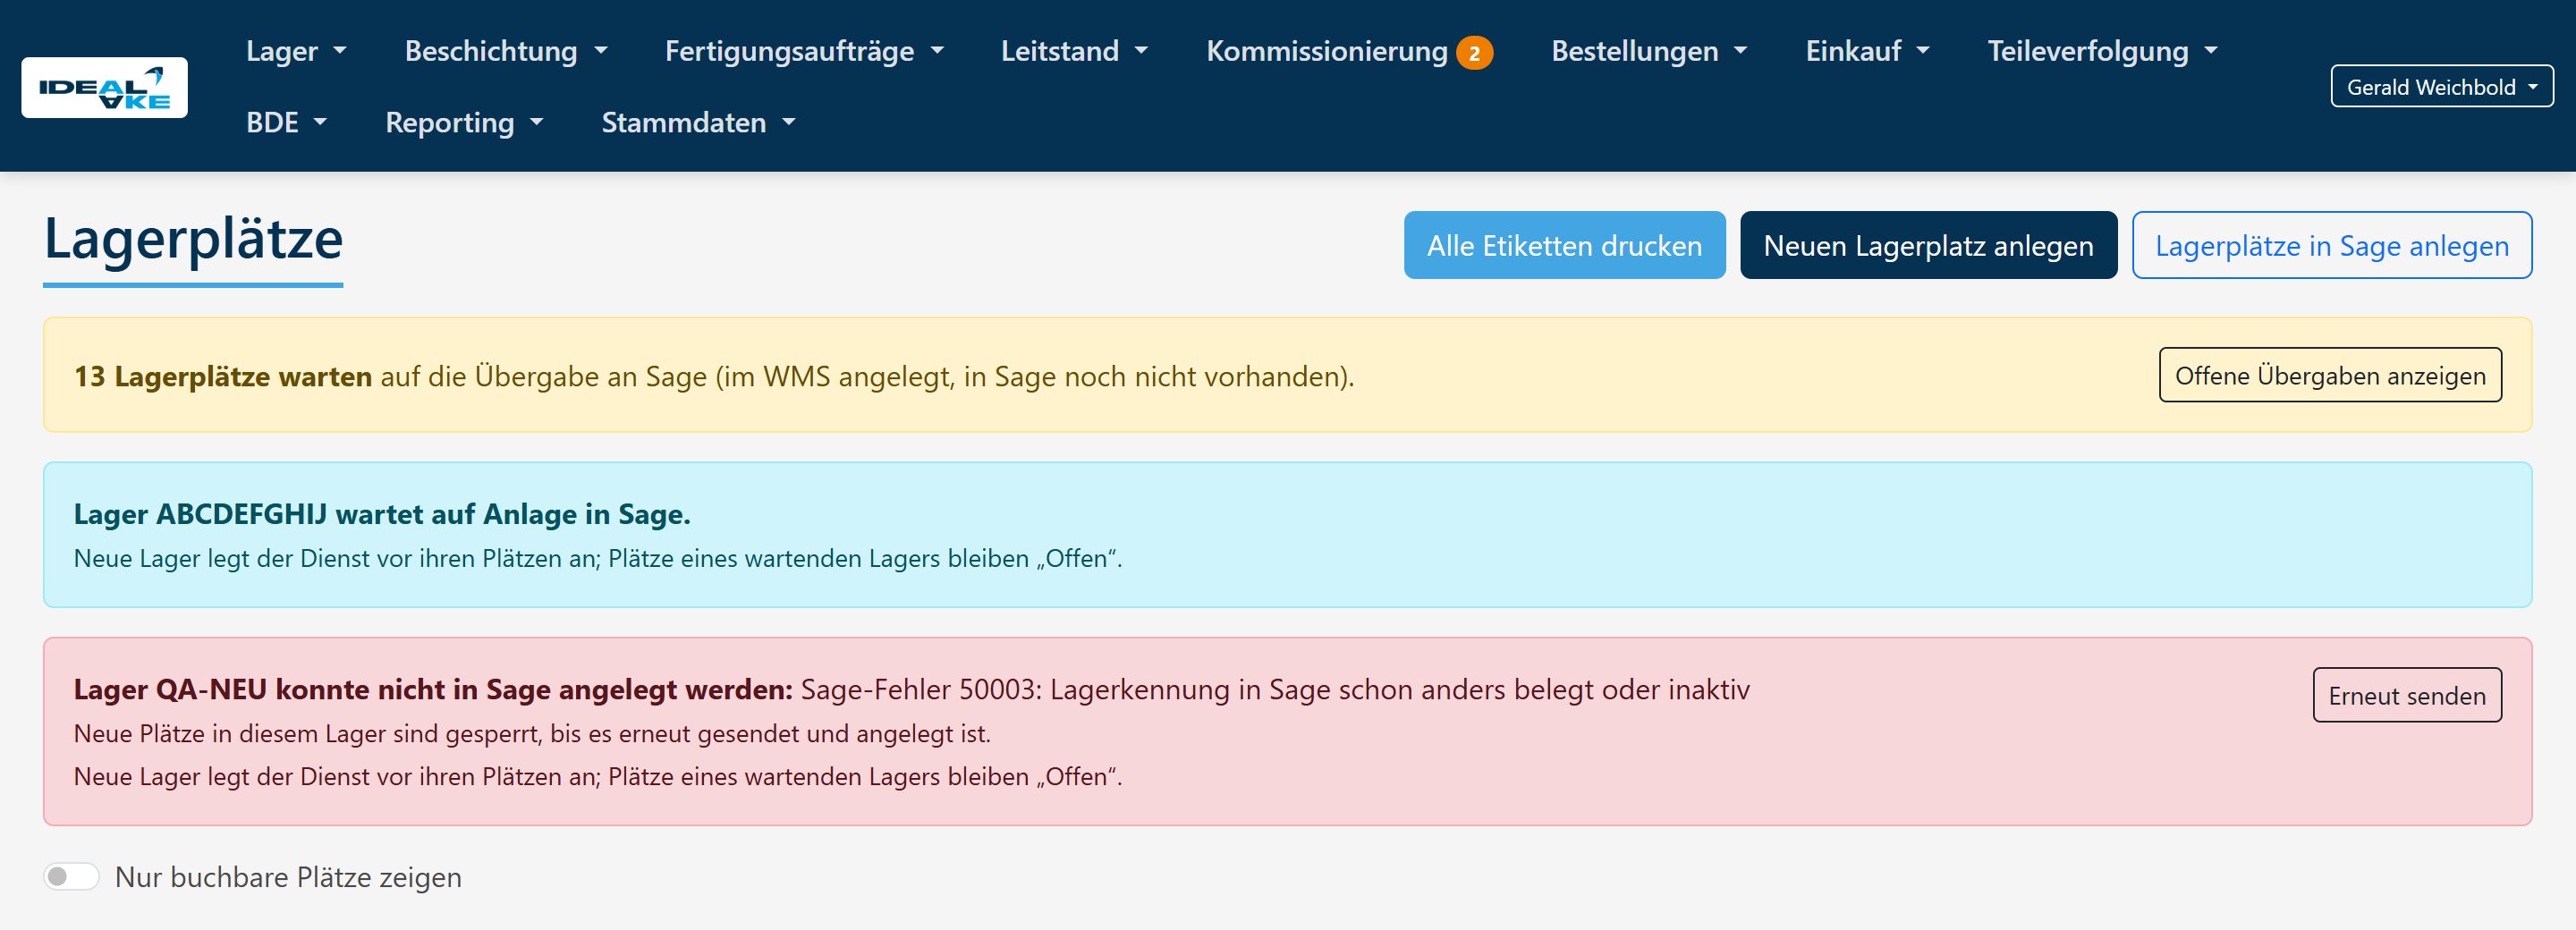 IDEAL AKE
Lager
Beschichtung
Fertigungsaufträge
Leitstand
Kommissionierung 2
Bestellungen
Einkauf
Teileverfolgung
BDE
Reporting
Stammdaten
Gerald Weichbold
Lagerplätze
Alle Etiketten drucken
Neuen Lagerplatz anlegen
Lagerplätze in Sage anlegen
13 Lagerplätze warten auf die Übergabe an Sage (im WMS angelegt, in Sage noch nicht vorhanden).
Offene Übergaben anzeigen
Lager ABCDEFGHIJ wartet auf Anlage in Sage.
Neue Lager legt der Dienst vor ihren Plätzen an; Plätze eines wartenden Lagers bleiben „Offen“.
Lager QA-NEU konnte nicht in Sage angelegt werden: Sage-Fehler 50003: Lagerkennung in Sage schon anders belegt oder inaktiv
Erneut senden
Neue Plätze in diesem Lager sind gesperrt, bis es erneut gesendet und angelegt ist.
Neue Lager legt der Dienst vor ihren Plätzen an; Plätze eines wartenden Lagers bleiben „Offen“.
Nur buchbare Plätze zeigen